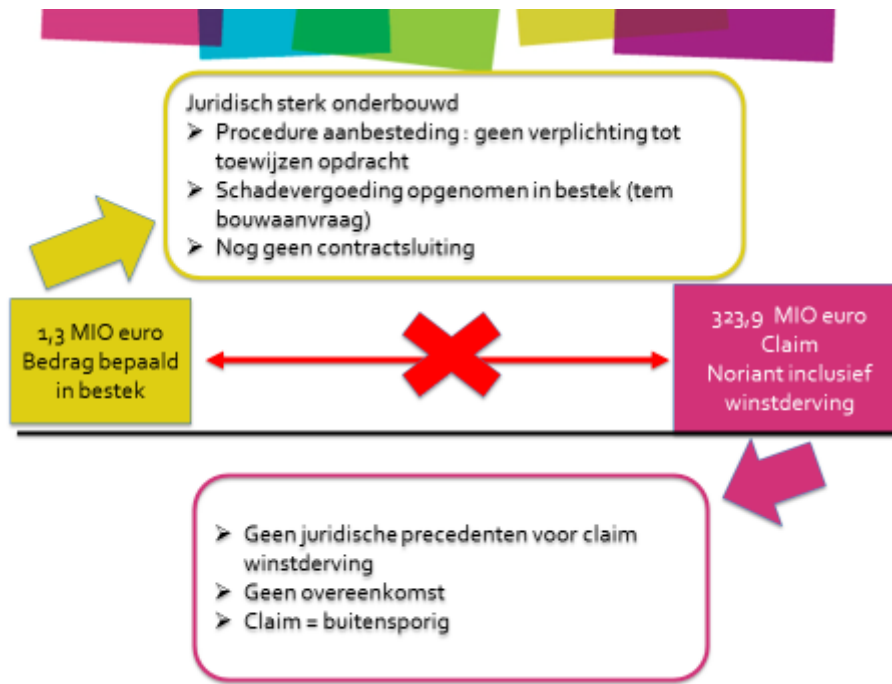 Juridisch sterk onderbouwd
➢ Procedure aanbesteding : geen verplichting tot
toewijzen opdracht
➢ Schadevergoeding opgenomen in bestek (tem
bouwaanvraag)
➢ Nog geen contractsluiting
1,3 MIO euro
Bedrag bepaald
in bestek
323,9 MIO euro
Claim
Noriant inclusief
winstderving
➢ Geen juridische precedenten voor claim
winstderving
➢ Geen overeenkomst
➢ Claim = buitensporig